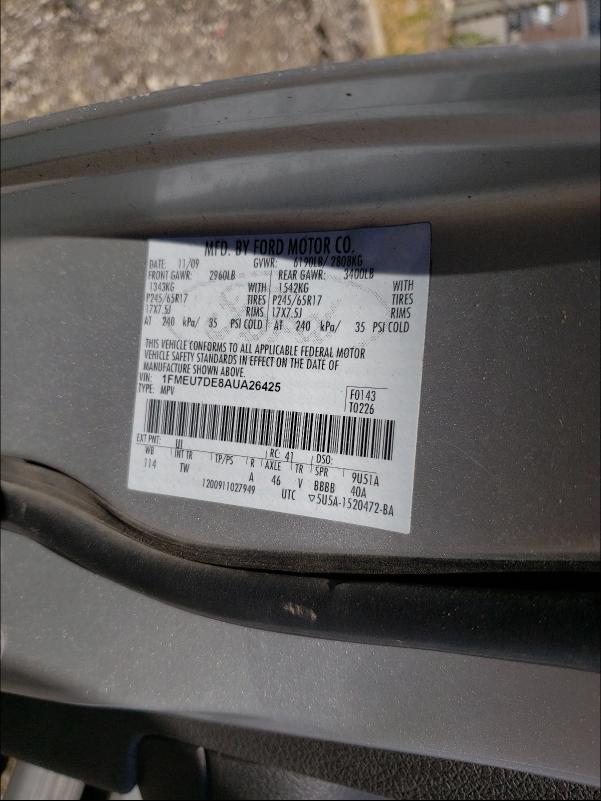 MFD. BY FORD MOTOR CO.
DATE: 11/09 GVWR: 6190LB/ 2808KG
FRONT GAWR: 2960LB REAR GAWR: 3400LB
1343KG WITH 1542KG WITH
P245/65R17 TIRES P245/65R17 TIRES
17X7.5J RIMS 17X7.5J RIMS
AT 240 kPa/ 35 PSI COLD AT 240 kPa/ 35 PSI COLD
THIS VEHICLE CONFORMS TO ALL APPLICABLE FEDERAL MOTOR
VEHICLE SAFETY STANDARDS IN EFFECT ON THE DATE OF
MANUFACTURE SHOWN ABOVE.
VIN: 1FMEU7DE8AUA26425 F0143
TYPE: MPV T0226
EXT PNT: UI RC: 41 DSO:
WB INT TR TP/PS R AXLE TR SPR 9U51A
114 TW A 46 V BBBB 40A
1200911027949 UTC ▽5U5A-1520472-BA